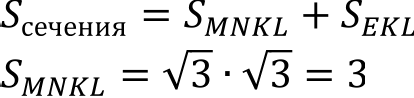 S_сечения = S_MNKL + S_EKL
S_MNKL = √3 · √3 = 3